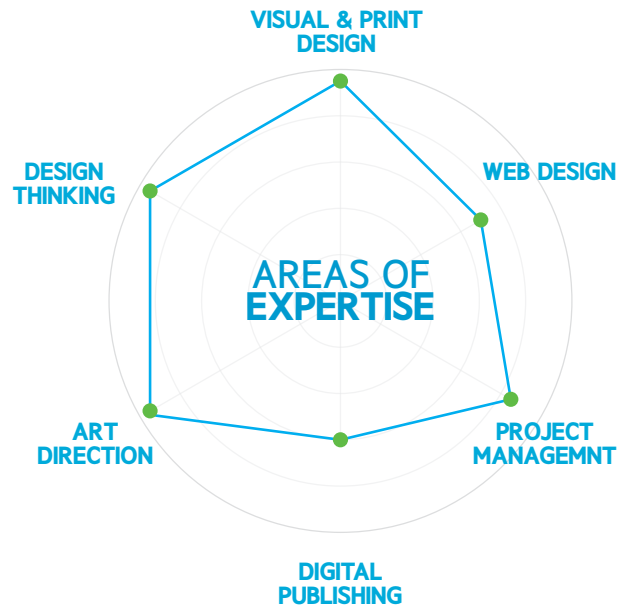 VISUAL & PRINT
DESIGN
DESIGN
THINKING
WEB DESIGN
AREAS OF
EXPERTISE
ART
DIRECTION
PROJECT
MANAGEMNT
DIGITAL
PUBLISHING